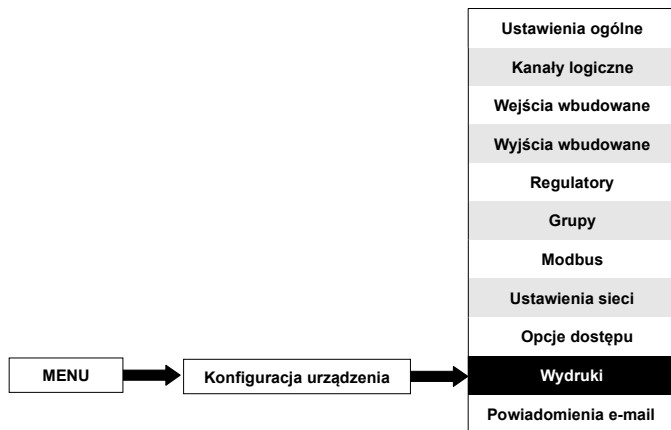 Ustawienia ogólne
Kanały logiczne
Wejścia wbudowane
Wyjścia wbudowane
Regulatory
Grupy
Modbus
Ustawienia sieci
Opcje dostępu
MENU
Konfiguracja urządzenia
Wydruki
Powiadomienia e-mail